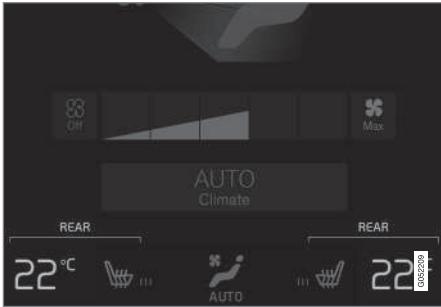 Off
Max
AUTO
Climate
REAR
REAR
22°C
22
AUTO
G052209